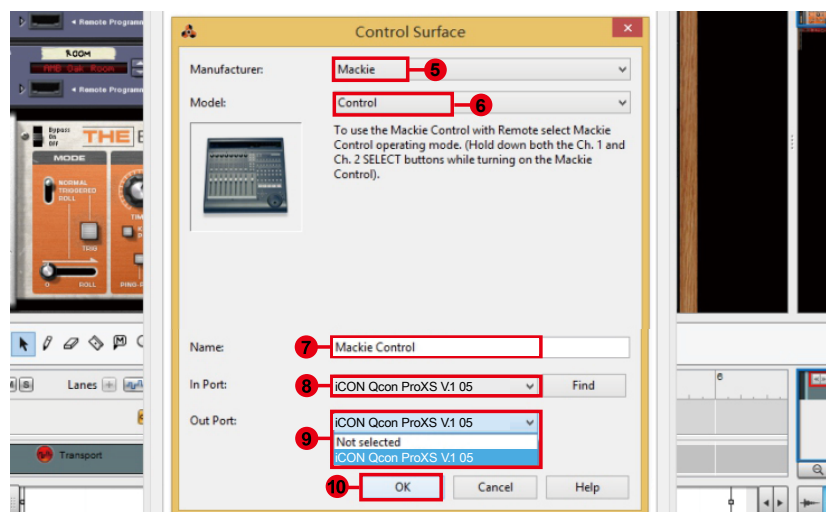 Remote Programm
Control Surface
×
ROOM
Manufacturer:
Mackie
5
Remote Programm
Model:
Control
6
To use the Mackie Control with Remote select Mackie
Control operating mode. (Hold down both the Ch. 1 and
Ch. 2 SELECT buttons while turning on the Mackie
Control).
Bypass
On
Off
THE
MODE
NORMAL
TRIGGERED
ROLL
TRIG
0
ROLL
Name:
7
Mackie Control
In Port:
8
iCON Qcon ProXS V.1 05
Find
Out Port:
iCON Qcon ProXS V.1 05
9
Not selected
iCON Qcon ProXS V.1 05
10
OK
Cancel
Help
M
S
Lanes
6
Transport